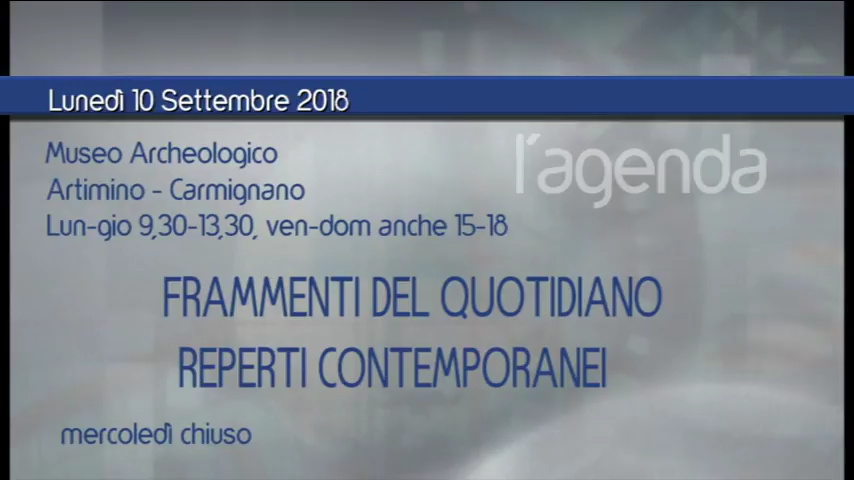 Lunedì 10 Settembre 2018
l'agenda
Museo Archeologico
Artimino - Carmignano
Lun-gio 9,30-13,30, ven-dom anche 15-18
FRAMMENTI DEL QUOTIDIANO
REPERTI CONTEMPORANEI
mercoledì chiuso